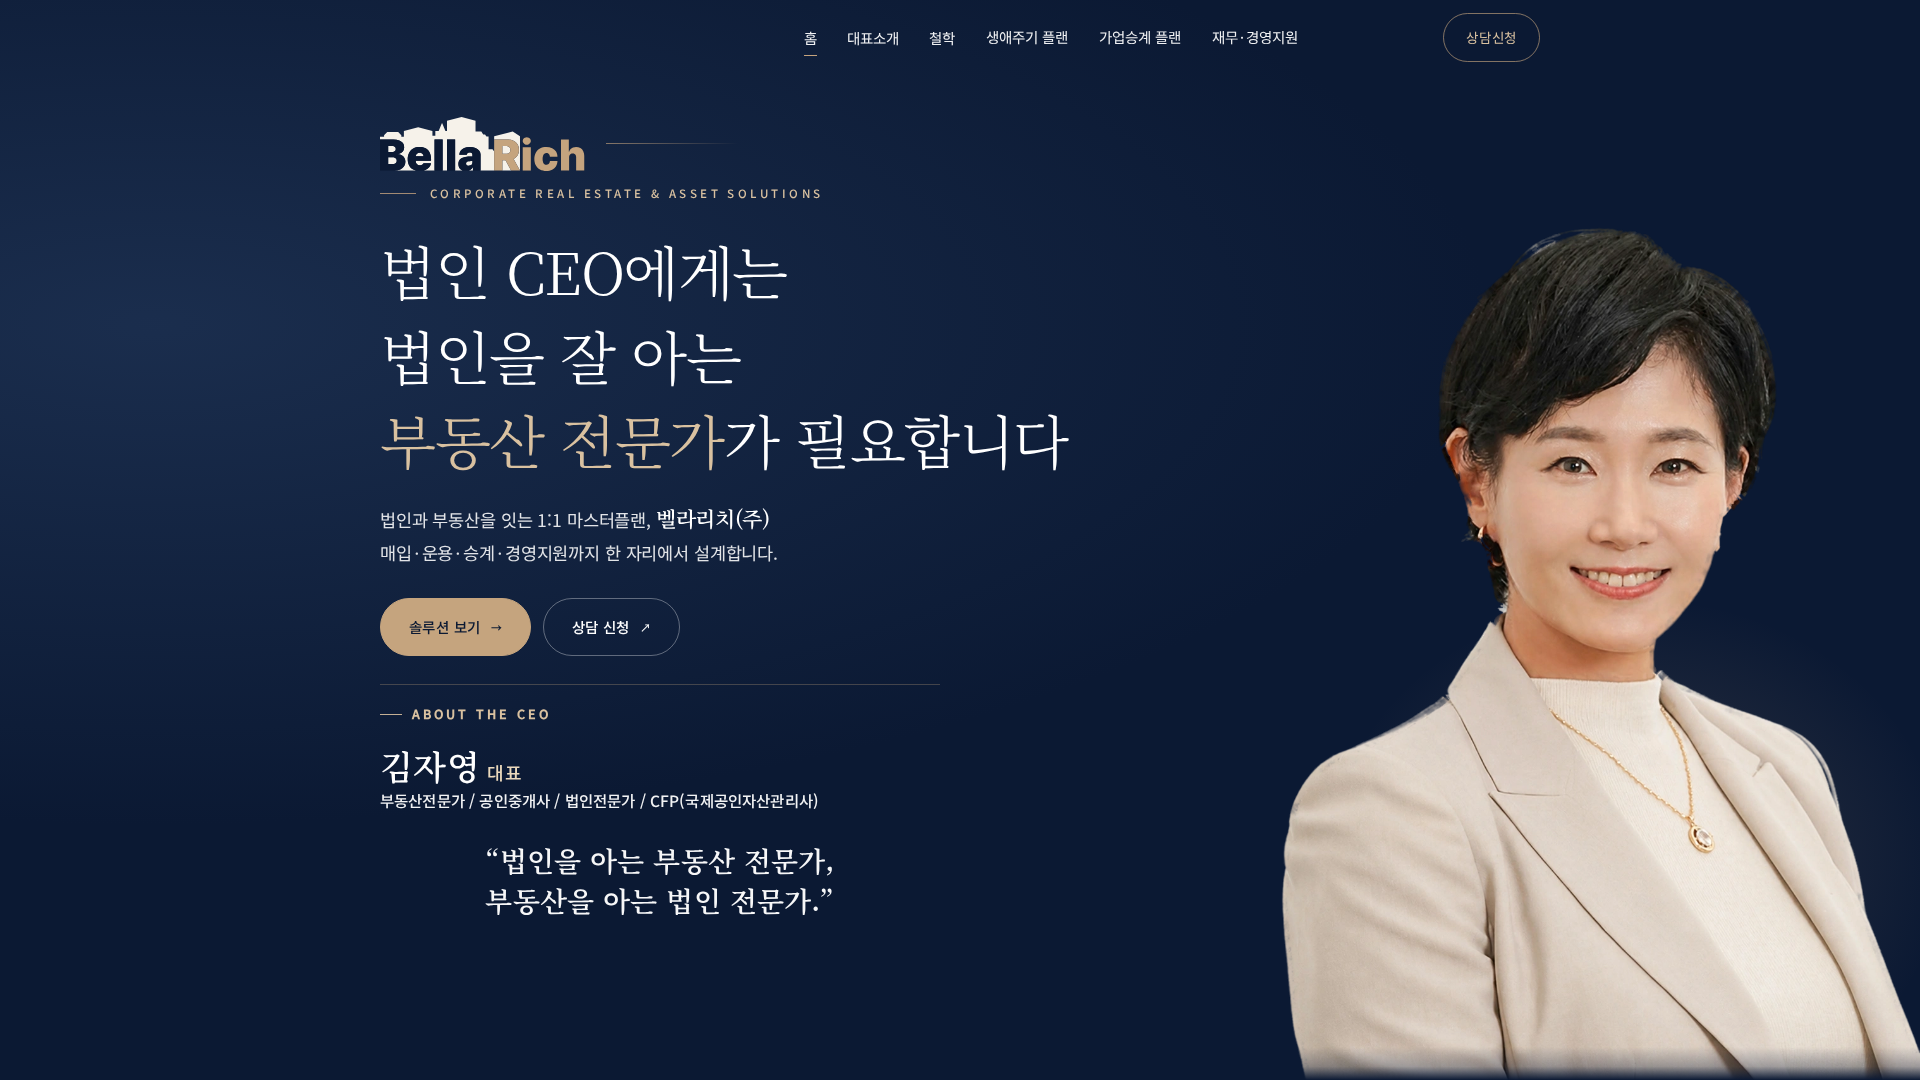 홈 대표소개 철학 생애주기 플랜 가업승계 플랜 재무·경영지원 상담신청
Bella Rich
CORPORATE REAL ESTATE & ASSET SOLUTIONS
법인 CEO에게는
법인을 잘 아는
부동산 전문가가 필요합니다
법인과 부동산을 잇는 1:1 마스터플랜, 벨라리치(주)
매입·운용·승계·경영지원까지 한 자리에서 설계합니다.
솔루션 보기 → 상담 신청 ↗
ABOUT THE CEO
김자영 대표
부동산전문가 / 공인중개사 / 법인전문가 / CFP(국제공인자산관리사)
“법인을 아는 부동산 전문가,
부동산을 아는 법인 전문가.”